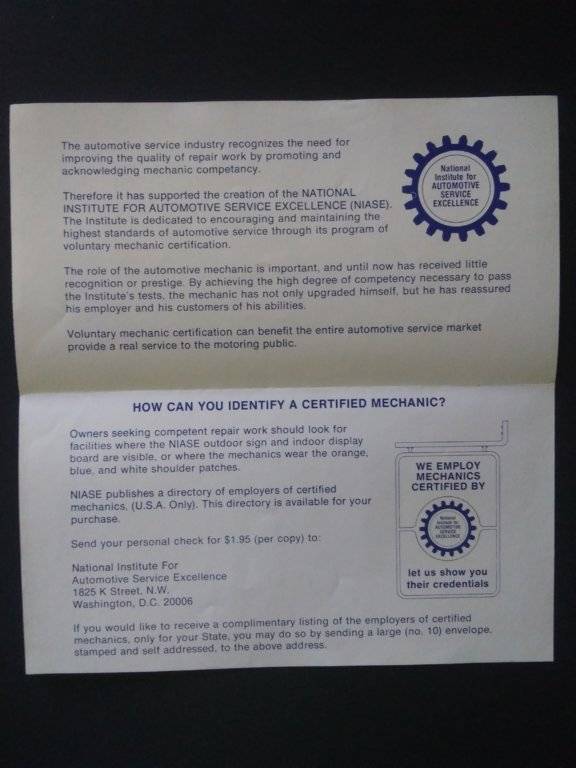 The automotive service industry recognizes the need for
improving the quality of repair work by promoting and
acknowledging mechanic competancy.
Therefore it has supported the creation of the NATIONAL
INSTITUTE FOR AUTOMOTIVE SERVICE EXCELLENCE (NIASE).
The Institute is dedicated to encouraging and maintaining the
highest standards of automotive service through its program of
voluntary mechanic certification.
National
Institute for
AUTOMOTIVE
SERVICE
EXCELLENCE
The role of the automotive mechanic is important, and until now has received little
recognition or prestige. By achieving the high degree of competency necessary to pass
the Institute's tests, the mechanic has not only upgraded himself, but he has reassured
his employer and his customers of his abilities.
Voluntary mechanic certification can benefit the entire automotive service market
provide a real service to the motoring public.
HOW CAN YOU IDENTIFY A CERTIFIED MECHANIC?
Owners seeking competent repair work should look for
facilities where the NIASE outdoor sign and indoor display
board are visible, or where the mechanics wear the orange,
blue, and white shoulder patches.
NIASE publishes a directory of employers of certified
mechanics, (U.S.A. Only). This directory is available for your
purchase.
Send your personal check for $1.95 (per copy) to:
National Institute For
Automotive Service Excellence
1825 K Street, N.W.
Washington, D.C. 20006
WE EMPLOY
MECHANICS
CERTIFIED BY
National
Institute for
AUTOMOTIVE
SERVICE
EXCELLENCE
let us show you
their credentials
If you would like to receive a complimentary listing of the employers of certified
mechanics, only for your State, you may do so by sending a large (no. 10) envelope,
stamped and self addressed, to the above address.